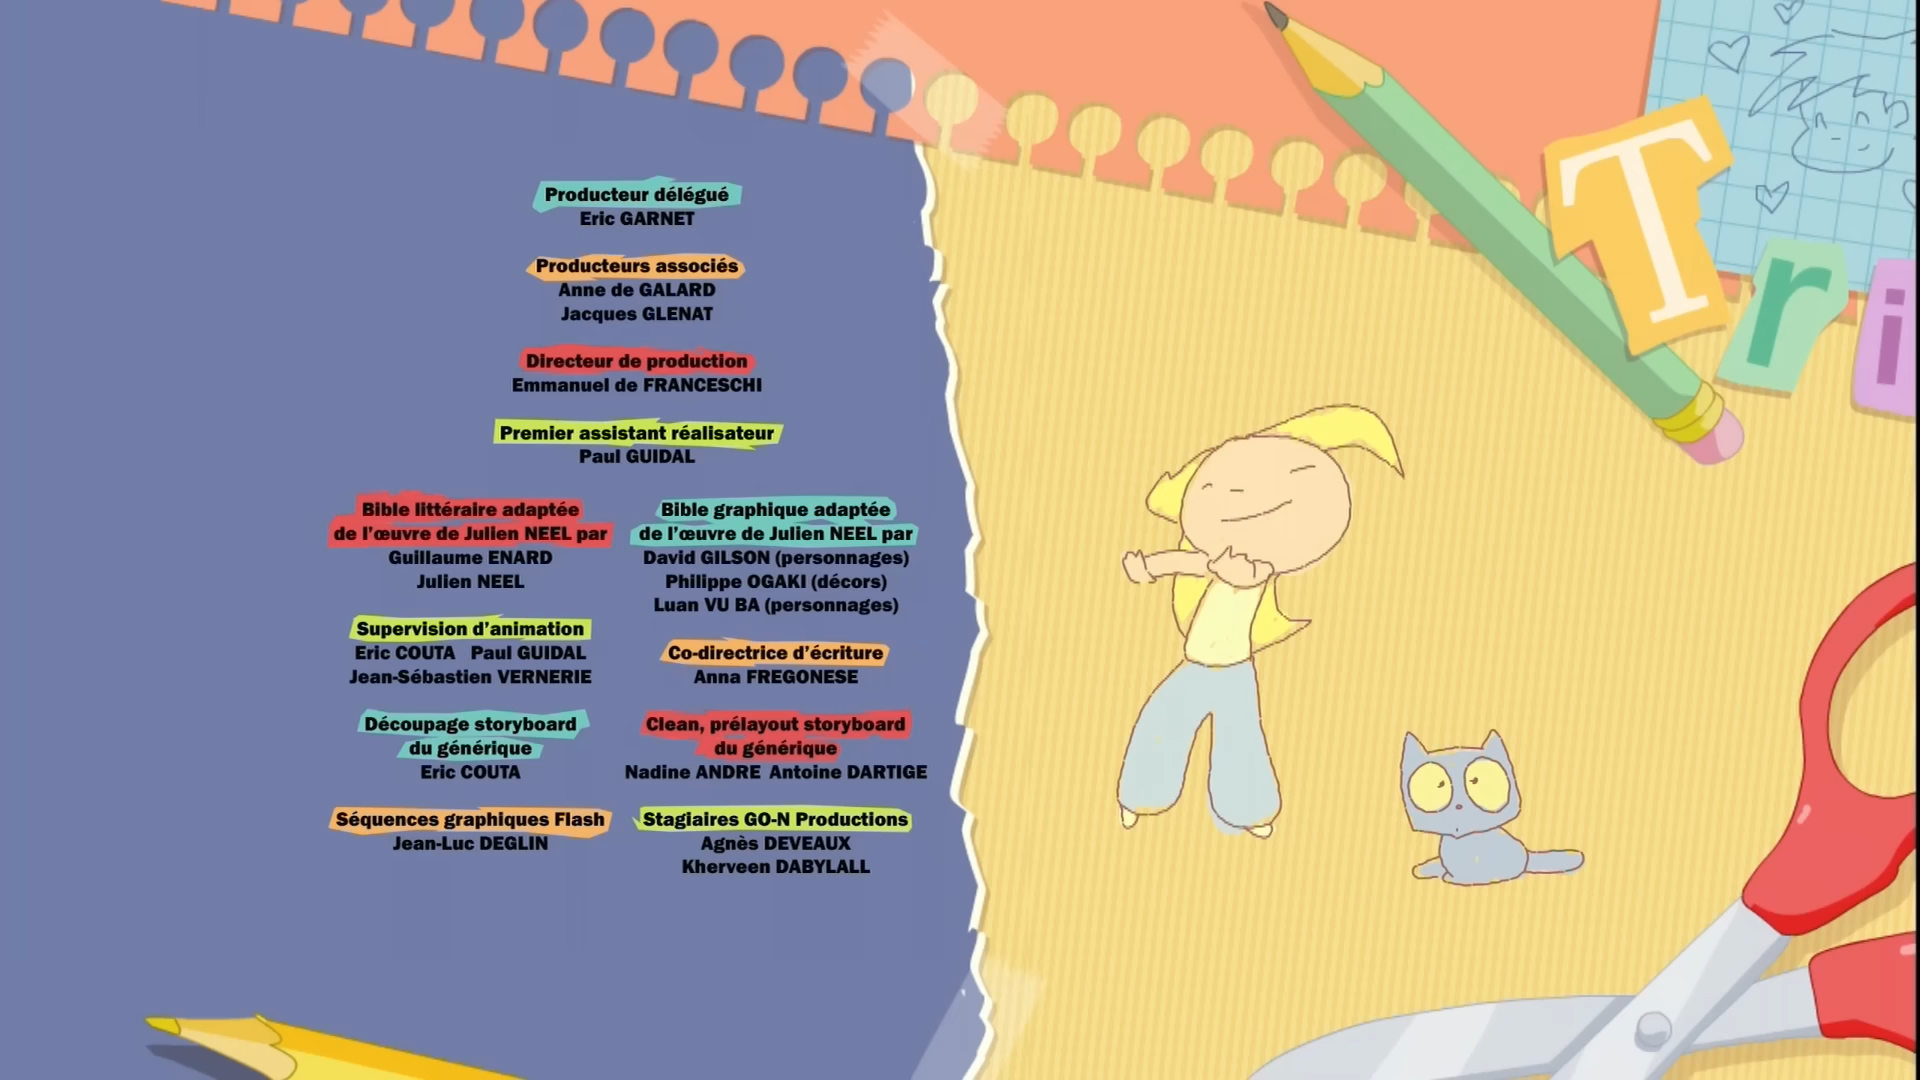 Producteur délégué
Eric GARNET
Producteurs associés
Anne de GALARD
Jacques GLENAT
Directeur de production
Emmanuel de FRANCESCHI
Premier assistant réalisateur
Paul GUIDAL
Bible littéraire adaptée
de l'œuvre de Julien NEEL par
Guillaume ENARD
Julien NEEL
Supervision d'animation
Eric COUTA Paul GUIDAL
Jean-Sébastien VERNERIE
Découpage storyboard
du générique
Eric COUTA
Séquences graphiques Flash
Jean-Luc DEGLIN
Bible graphique adaptée
de l'œuvre de Julien NEEL par
David GILSON (personnages)
Philippe OGAKI (décors)
Luan VU BA (personnages)
Co-directrice d'écriture
Anna FREGONESE
Clean, prélayout storyboard
du générique
Nadine ANDRE Antoine DARTIGE
Stagiaires GO-N Productions
Agnès DEVEAUX
Kherveen DABYLALL
Tri